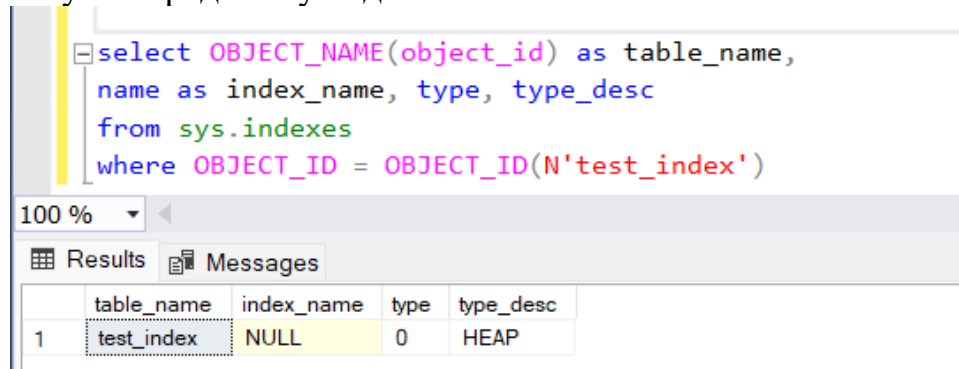 select OBJECT_NAME(object_id) as table_name,
name as index_name, type, type_desc
from sys.indexes
where OBJECT_ID = OBJECT_ID(N'test_index')
100 %
Results Messages
table_name index_name type type_desc
1 test_index NULL 0 HEAP